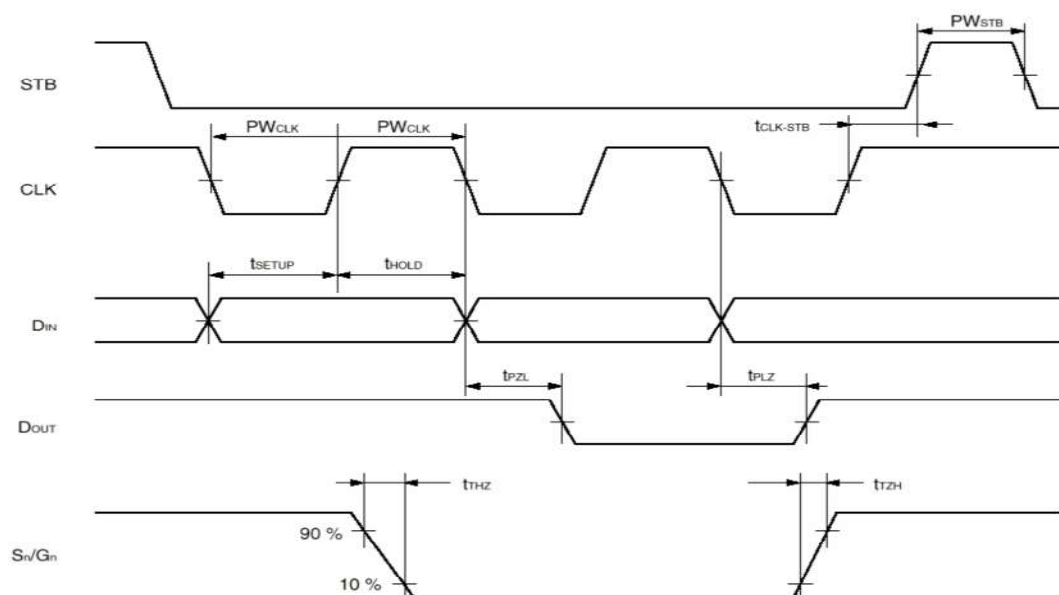 PWSTB
STB
tCLK-STB
PWCLK PWCLK
CLK
tSETUP tHOLD
DIN
tPZL tPLZ
DOUT
tTHZ tTZH
90 %
Sn/Gn
10 %